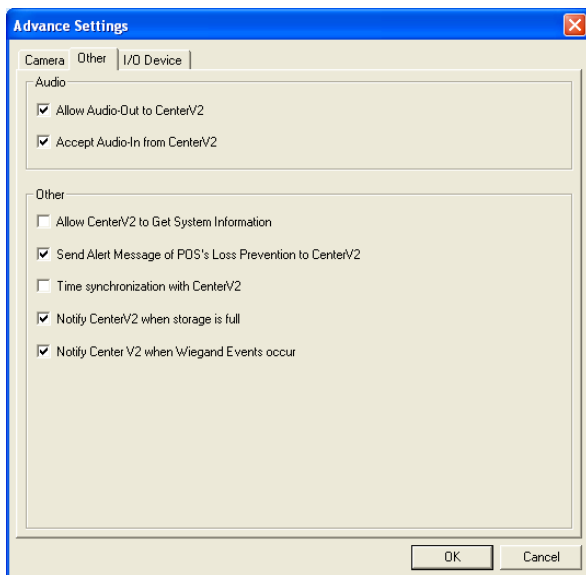 Advance Settings
Camera Other I/O Device
Audio
Allow Audio-Out to CenterV2
Accept Audio-In from CenterV2
Other
Allow CenterV2 to Get System Information
Send Alert Message of POS's Loss Prevention to CenterV2
Time synchronization with CenterV2
Notify CenterV2 when storage is full
Notify Center V2 when Wiegand Events occur
OK Cancel